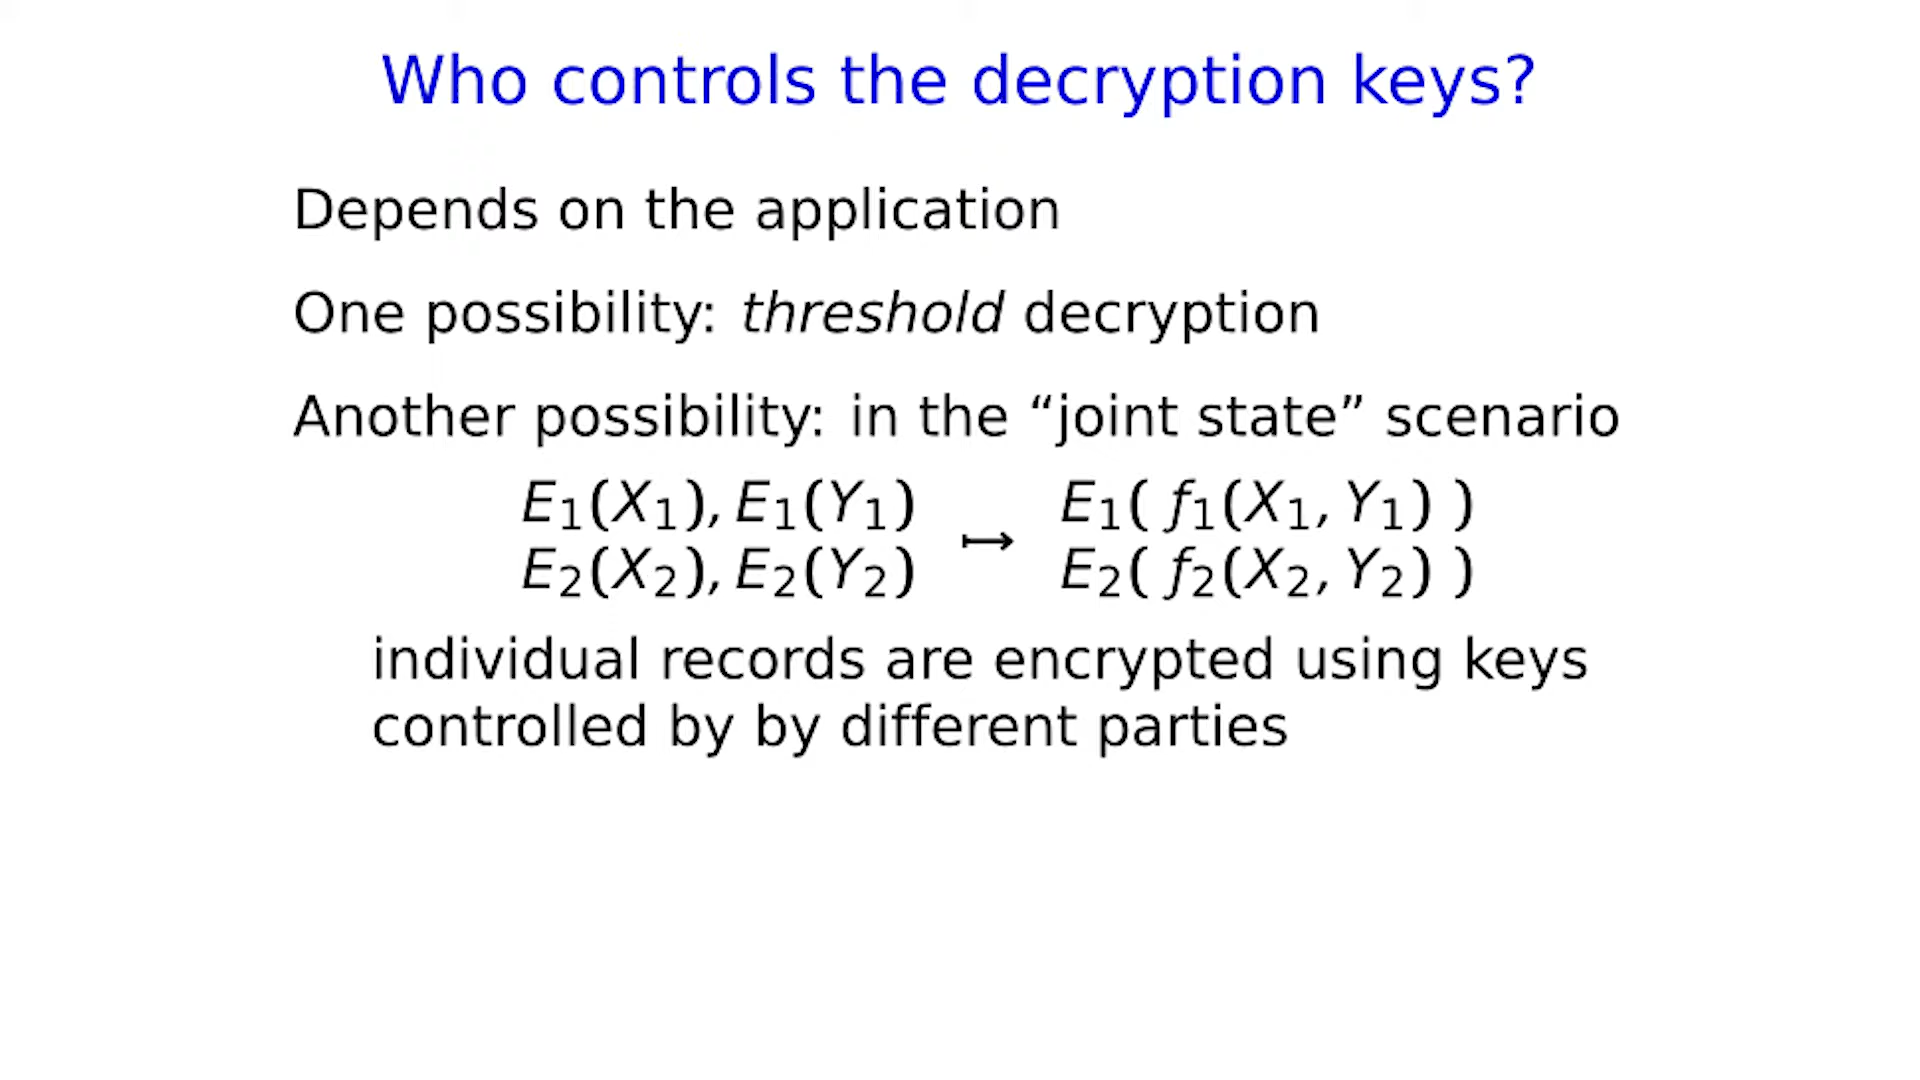 Who controls the decryption keys?
Depends on the application
One possibility: threshold decryption
Another possibility: in the “joint state” scenario
E₁(X₁), E₁(Y₁) ↦ E₁( f₁(X₁, Y₁) )
E₂(X₂), E₂(Y₂) E₂( f₂(X₂, Y₂) )
individual records are encrypted using keys
controlled by by different parties